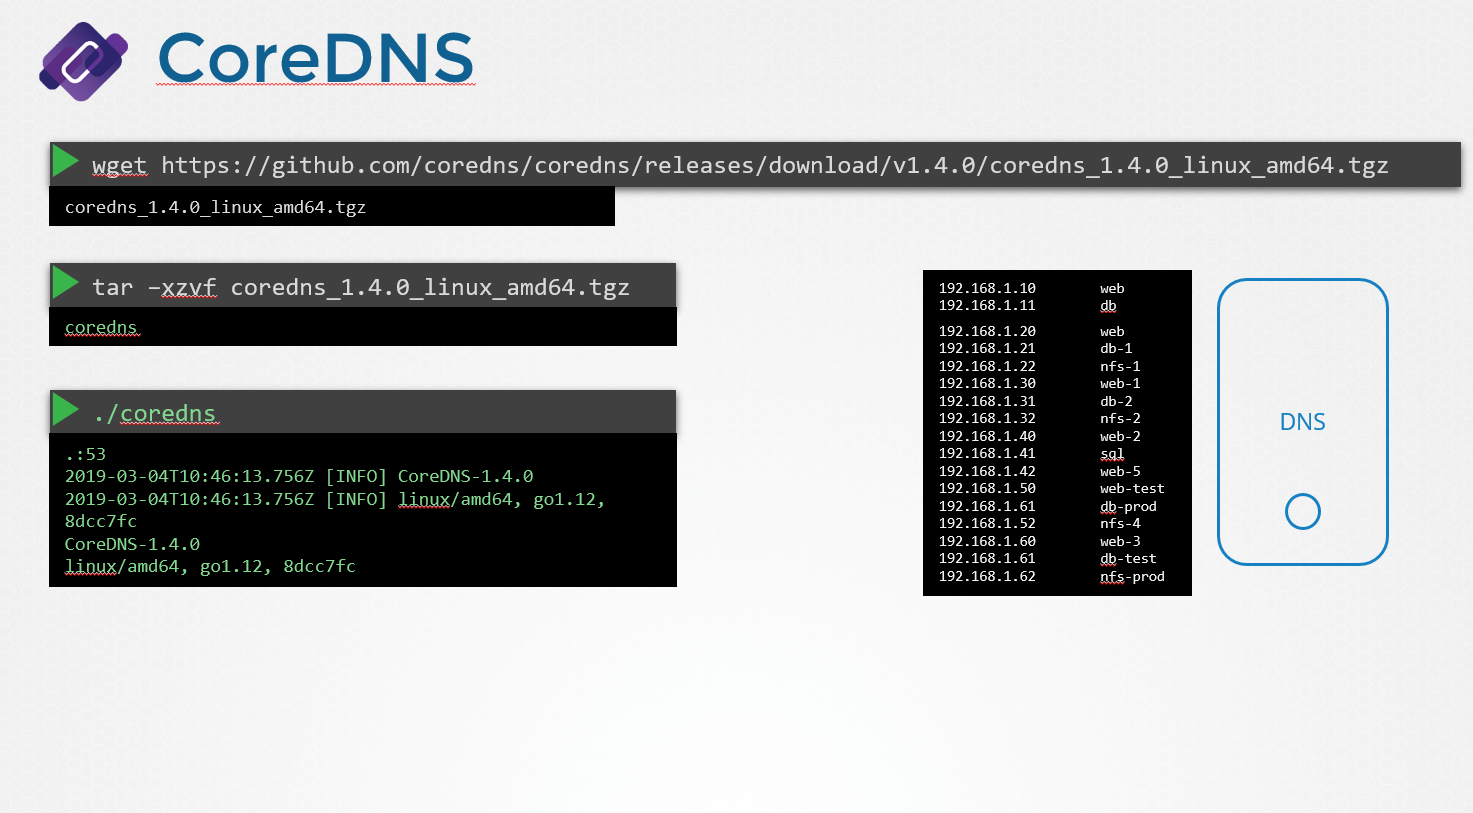 CoreDNS
wget https://github.com/coredns/coredns/releases/download/v1.4.0/coredns_1.4.0_linux_amd64.tgz
coredns_1.4.0_linux_amd64.tgz
tar –xzvf coredns_1.4.0_linux_amd64.tgz
coredns
./coredns
.:53
2019-03-04T10:46:13.756Z [INFO] CoreDNS-1.4.0
2019-03-04T10:46:13.756Z [INFO] linux/amd64, go1.12,
8dcc7fc
CoreDNS-1.4.0
linux/amd64, go1.12, 8dcc7fc
192.168.1.10 web
192.168.1.11 db
192.168.1.20 web
192.168.1.21 db-1
192.168.1.22 nfs-1
192.168.1.30 web-1
192.168.1.31 db-2
192.168.1.32 nfs-2
192.168.1.40 web-2
192.168.1.41 sql
192.168.1.42 web-5
192.168.1.50 web-test
192.168.1.61 db-prod
192.168.1.52 nfs-4
192.168.1.60 web-3
192.168.1.61 db-test
192.168.1.62 nfs-prod
DNS